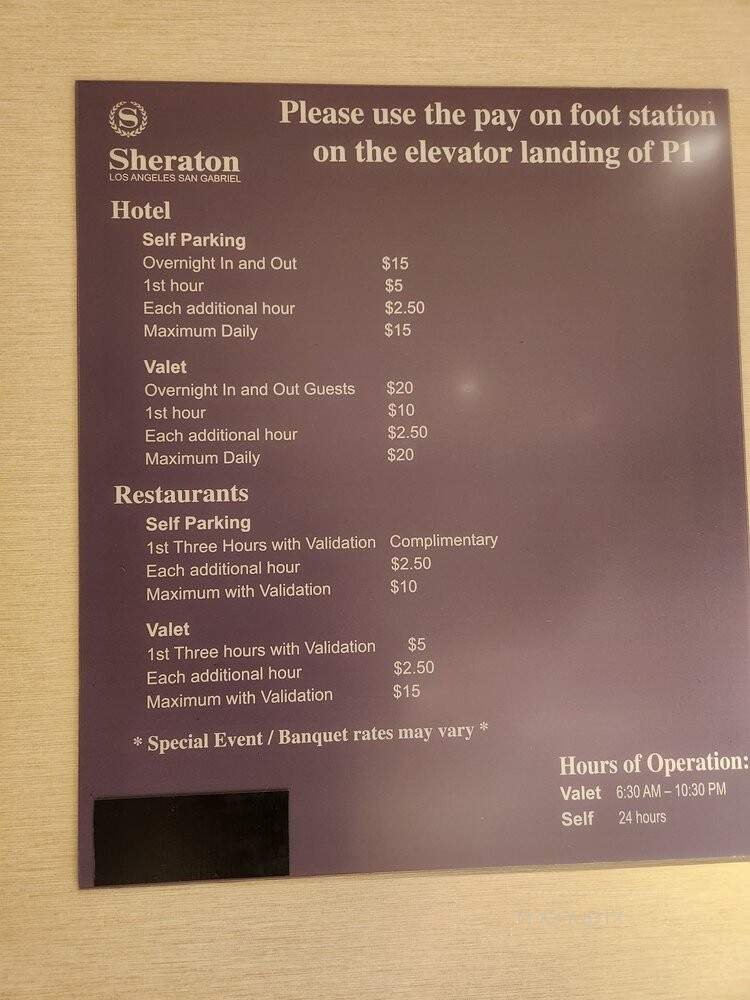 S
Please use the pay on foot station
on the elevator landing of P1
Sheraton
LOS ANGELES SAN GABRIEL
Hotel
Self Parking
Overnight In and Out $15
1st hour $5
Each additional hour $2.50
Maximum Daily $15
Valet
Overnight In and Out Guests $20
1st hour $10
Each additional hour $2.50
Maximum Daily $20
Restaurants
Self Parking
1st Three Hours with Validation Complimentary
Each additional hour $2.50
Maximum with Validation $10
Valet
1st Three hours with Validation $5
Each additional hour $2.50
Maximum with Validation $15
* Special Event / Banquet rates may vary *
Hours of Operation:
Valet 6:30 AM – 10:30 PM
Self 24 hours